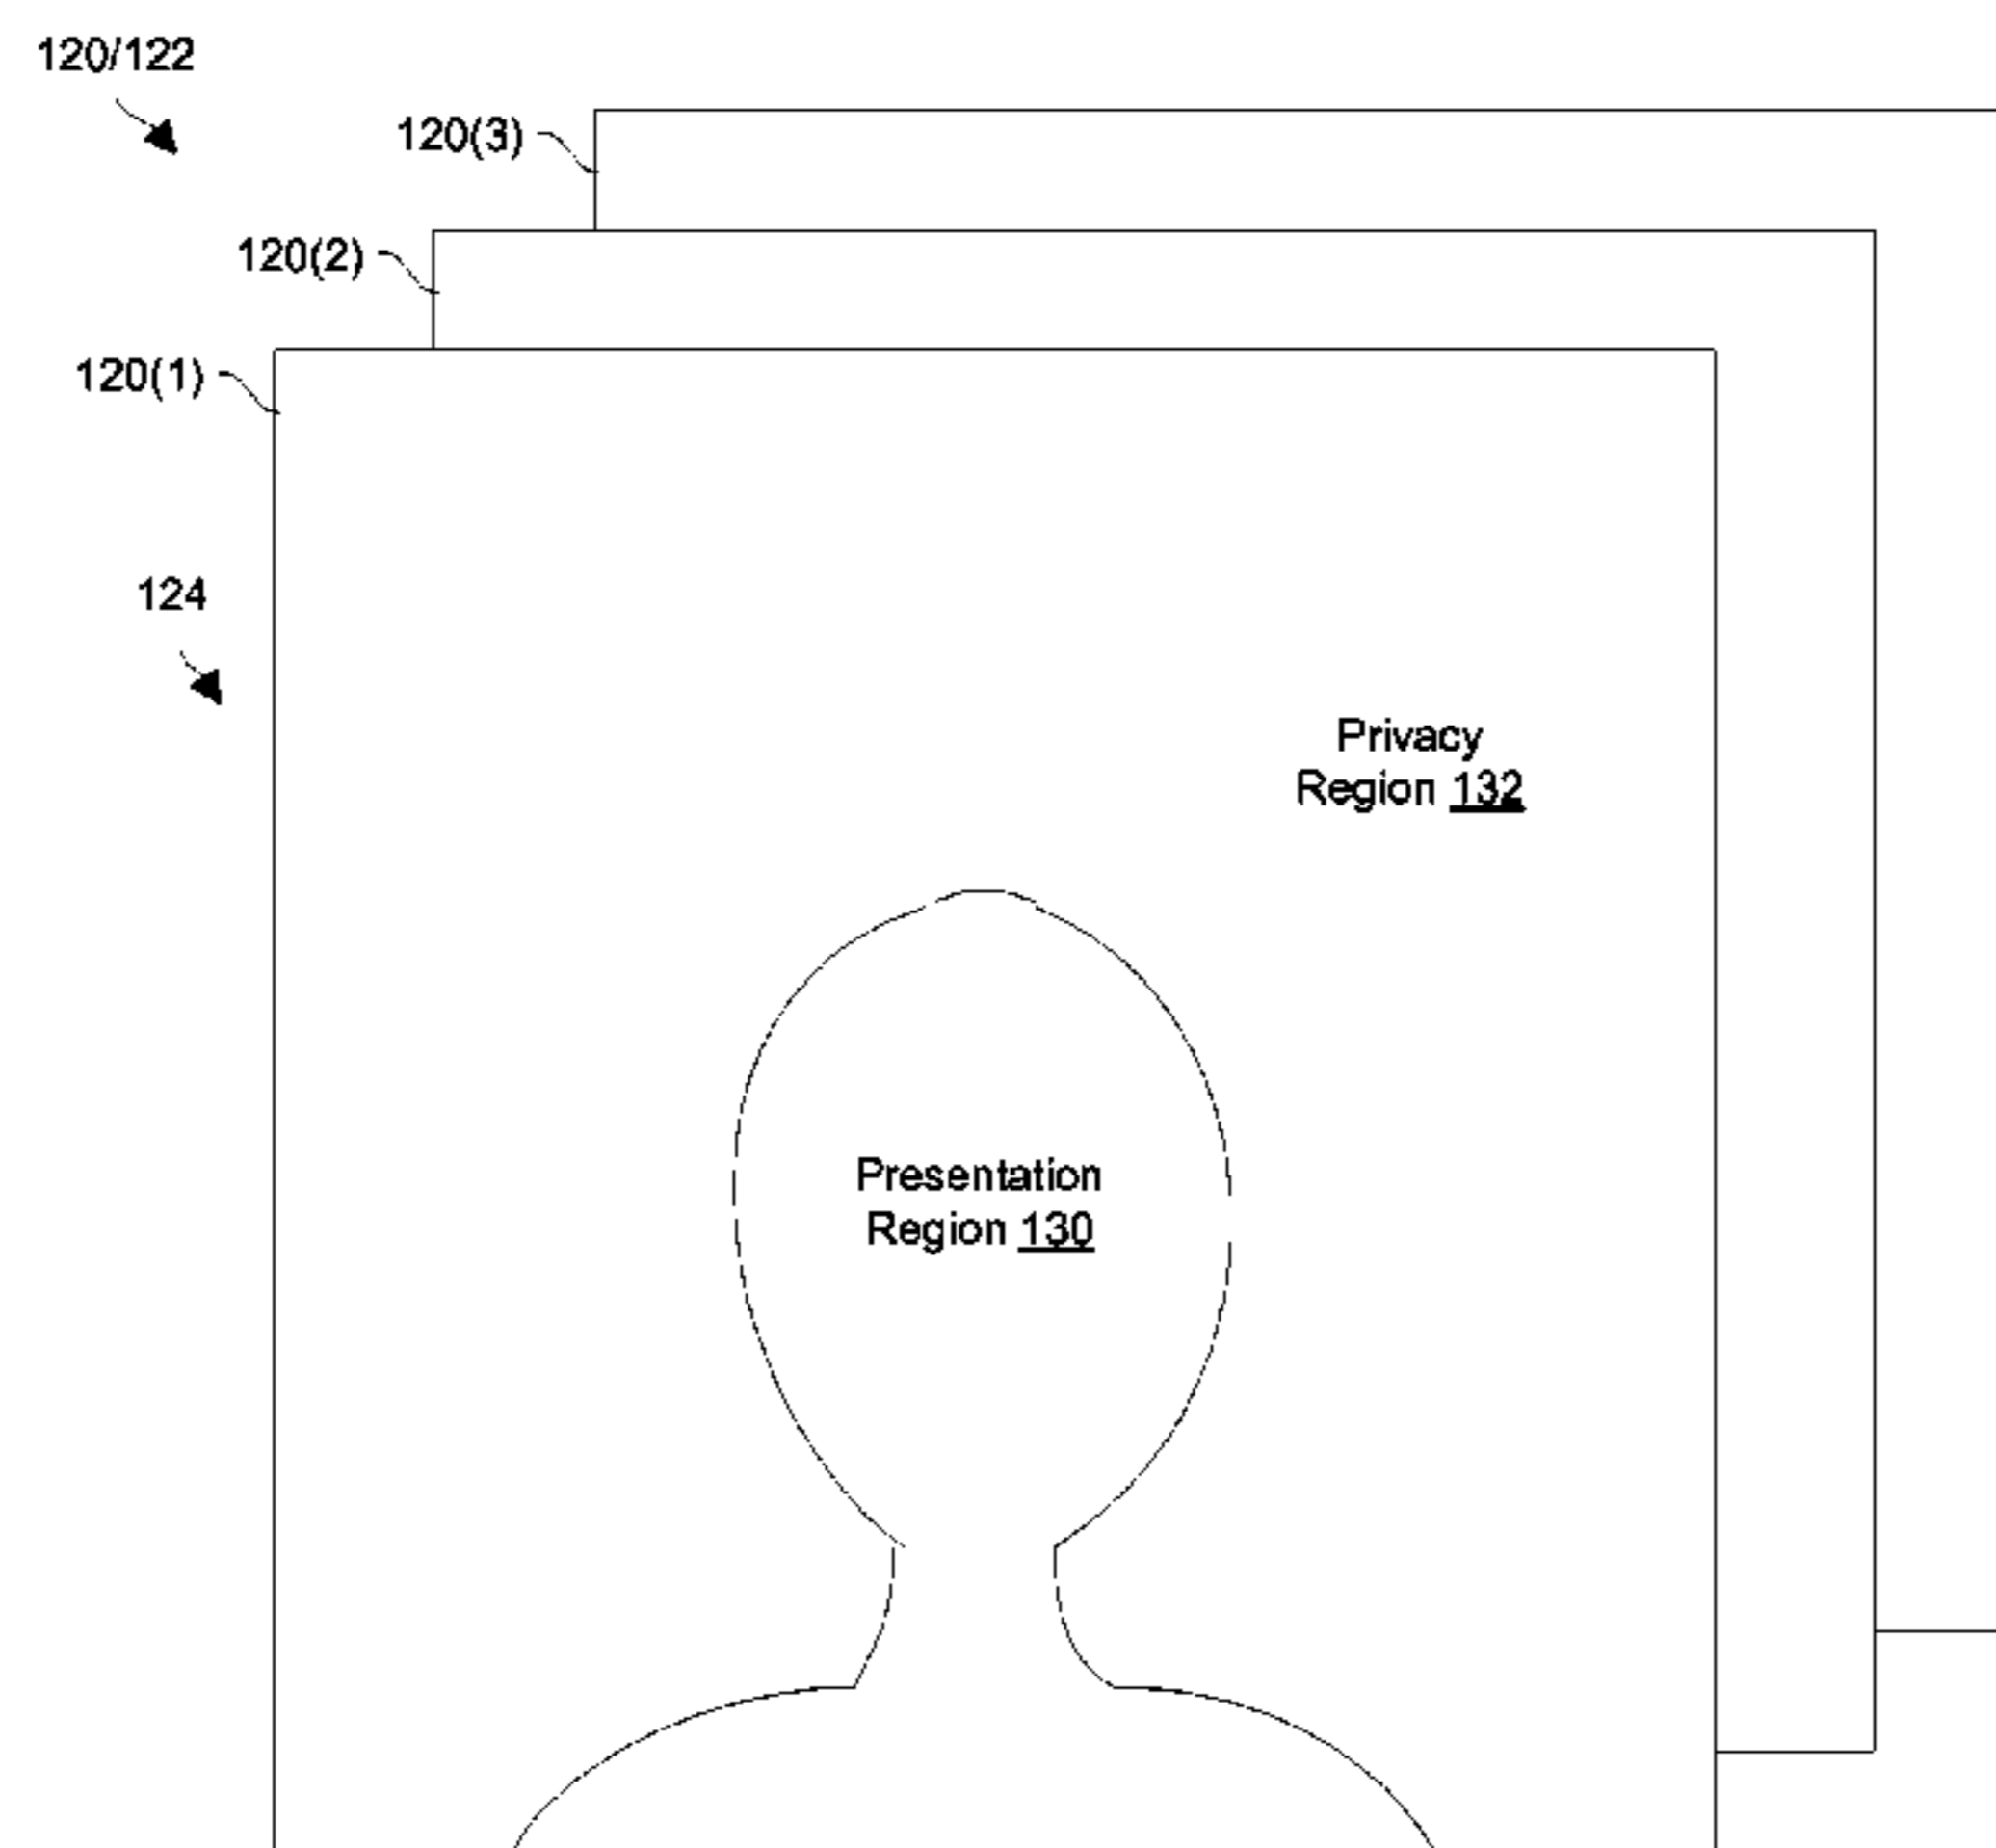 120/122
120(3)
120(2)
120(1)
124
Privacy
Region 132
Presentation
Region 130